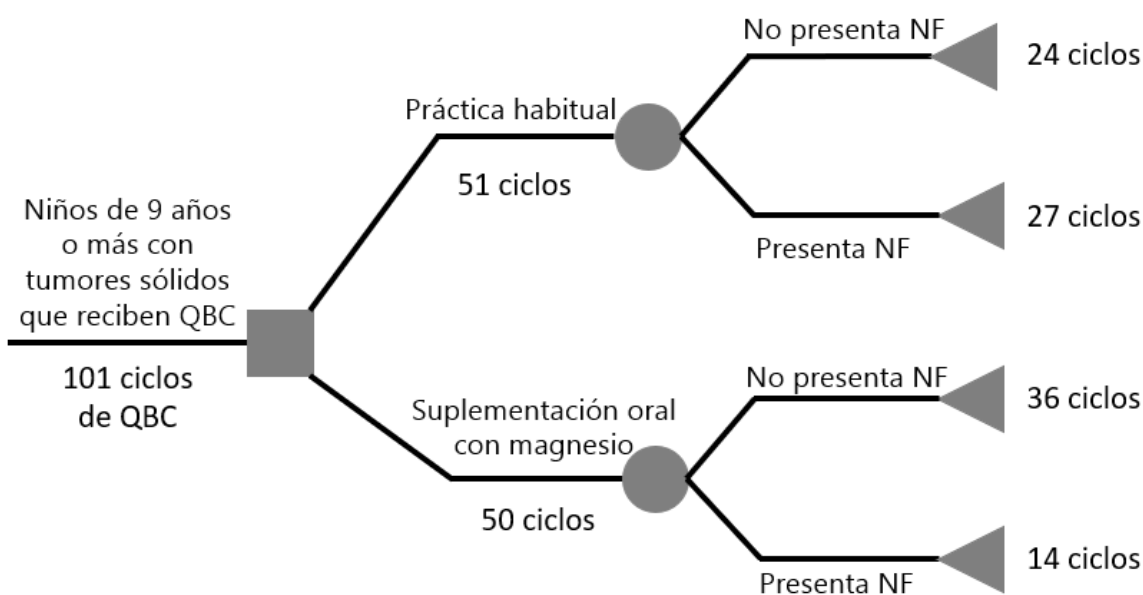 No presenta NF
24 ciclos
Práctica habitual
51 ciclos
27 ciclos
Presenta NF
Niños de 9 años
o más con
tumores sólidos
que reciben QBC
101 ciclos
de QBC
No presenta NF
36 ciclos
Suplementación oral
con magnesio
50 ciclos
14 ciclos
Presenta NF